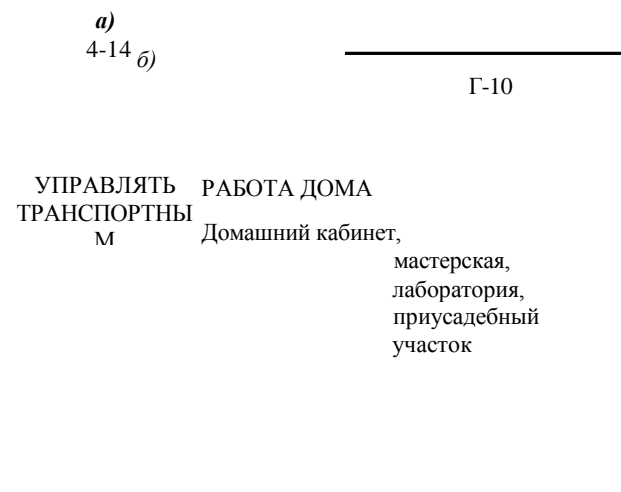 а)
4-14 б)
Г-10
УПРАВЛЯТЬ
ТРАНСПОРТНЫ
М
РАБОТА ДОМА
Домашний кабинет,
мастерская,
лаборатория,
приусадебный
участок